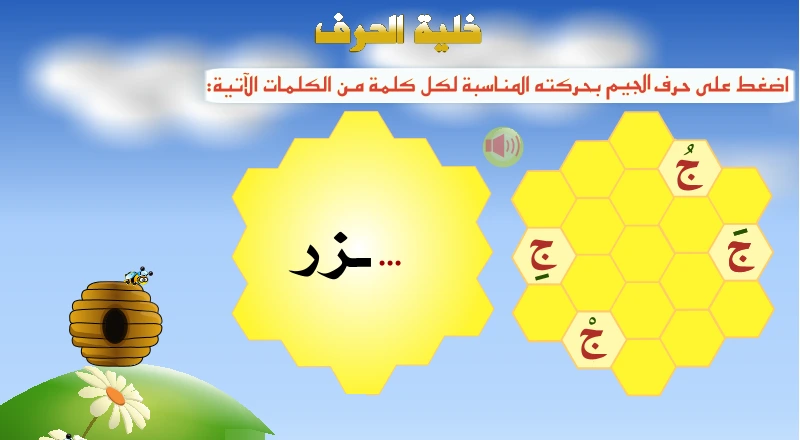 خلية الحرف
اضغط على حرف الجيم بحركته المناسبة لكل كلمة من الكلمات الآتية:
... ـزر
جُ
جَ
جِ
جْ